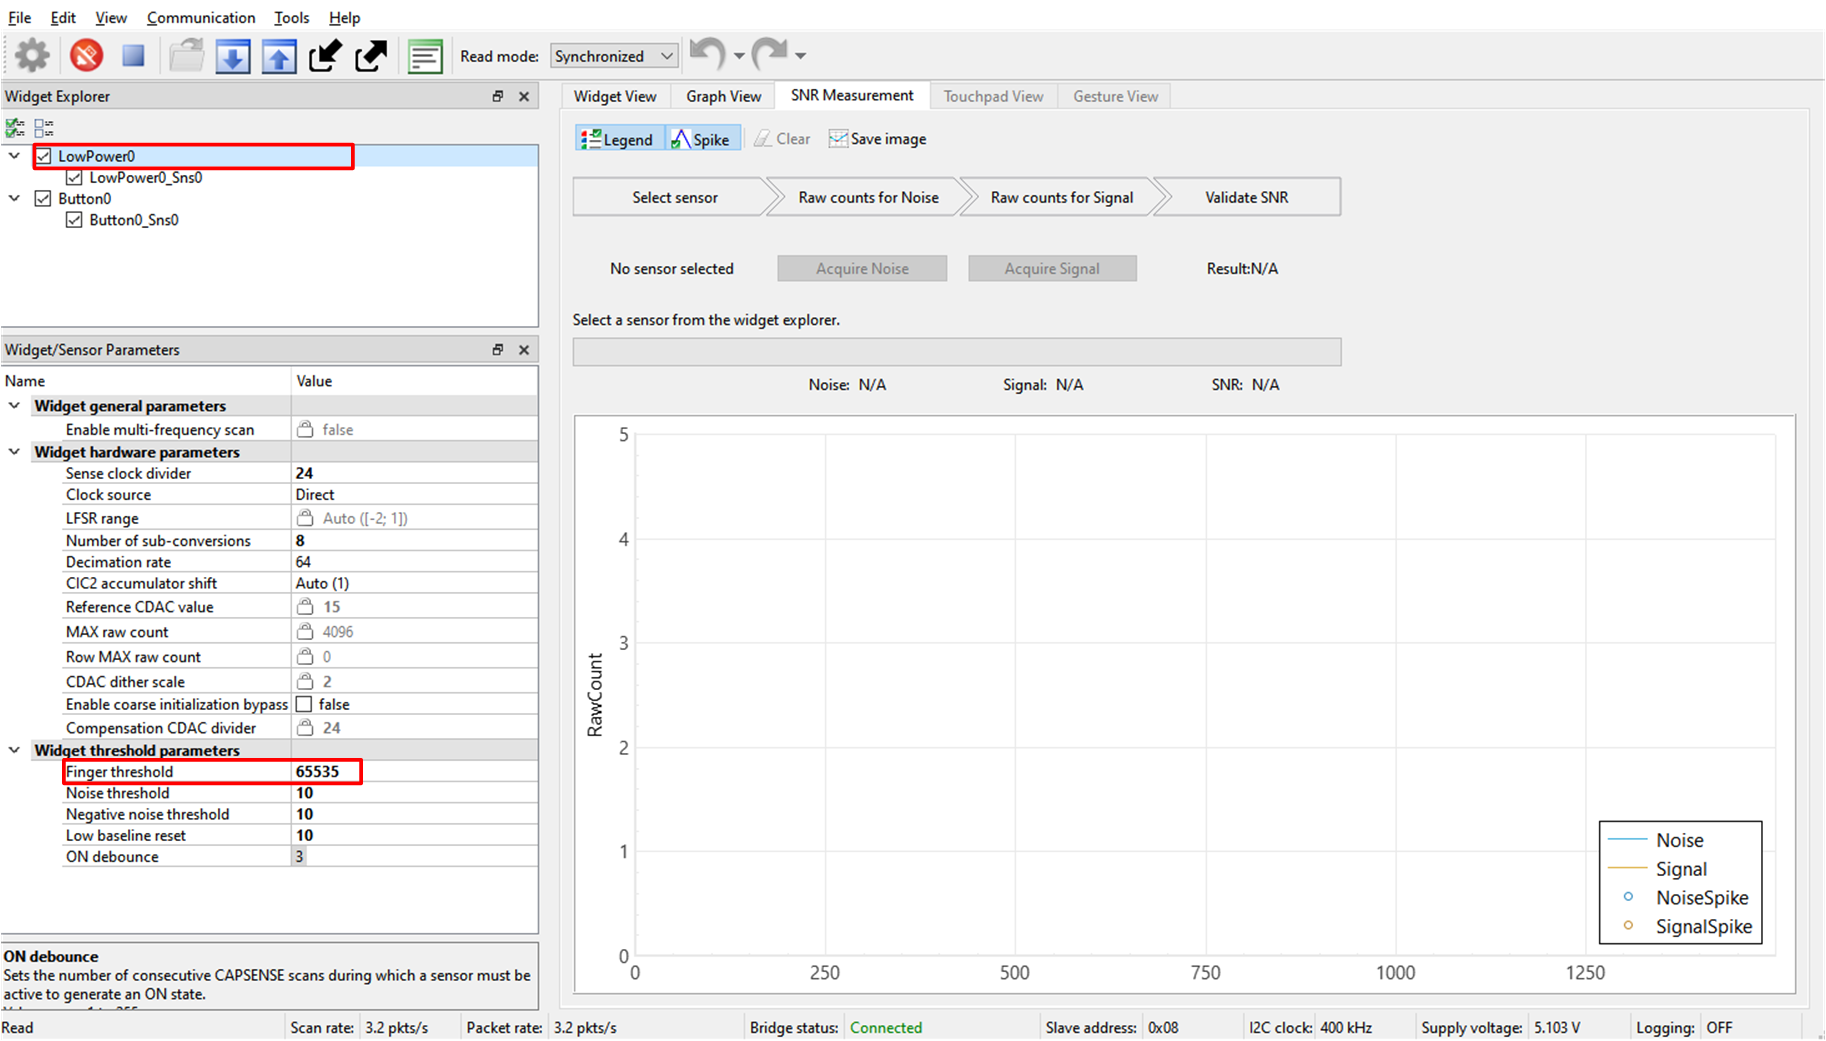 File Edit View Communication Tools Help
Read mode: Synchronized
Widget Explorer
LowPower0
LowPower0_Sns0
Button0
Button0_Sns0
Widget/Sensor Parameters
Name Value
Widget general parameters
Enable multi-frequency scan false
Widget hardware parameters
Sense clock divider 24
Clock source Direct
LFSR range Auto ([-2; 1])
Number of sub-conversions 8
Decimation rate 64
CIC2 accumulator shift Auto (1)
Reference CDAC value 15
MAX raw count 4096
Row MAX raw count 0
CDAC dither scale 2
Enable coarse initialization bypass false
Compensation CDAC divider 24
Widget threshold parameters
Finger threshold 65535
Noise threshold 10
Negative noise threshold 10
Low baseline reset 10
ON debounce 3
ON debounce
Sets the number of consecutive CAPSENSE scans during which a sensor must be
active to generate an ON state.
Widget View Graph View SNR Measurement Touchpad View Gesture View
Legend Spike Clear Save image
Select sensor Raw counts for Noise Raw counts for Signal Validate SNR
No sensor selected Acquire Noise Acquire Signal Result:N/A
Select a sensor from the widget explorer.
Noise: N/A Signal: N/A SNR: N/A
5
4
3
2
1
0
RawCount
0 250 500 750 1000 1250
Noise
Signal
NoiseSpike
SignalSpike
Read Scan rate: 3.2 pkts/s Packet rate: 3.2 pkts/s Bridge status: Connected Slave address: 0x08 I2C clock: 400 kHz Supply voltage: 5.103 V Logging: OFF